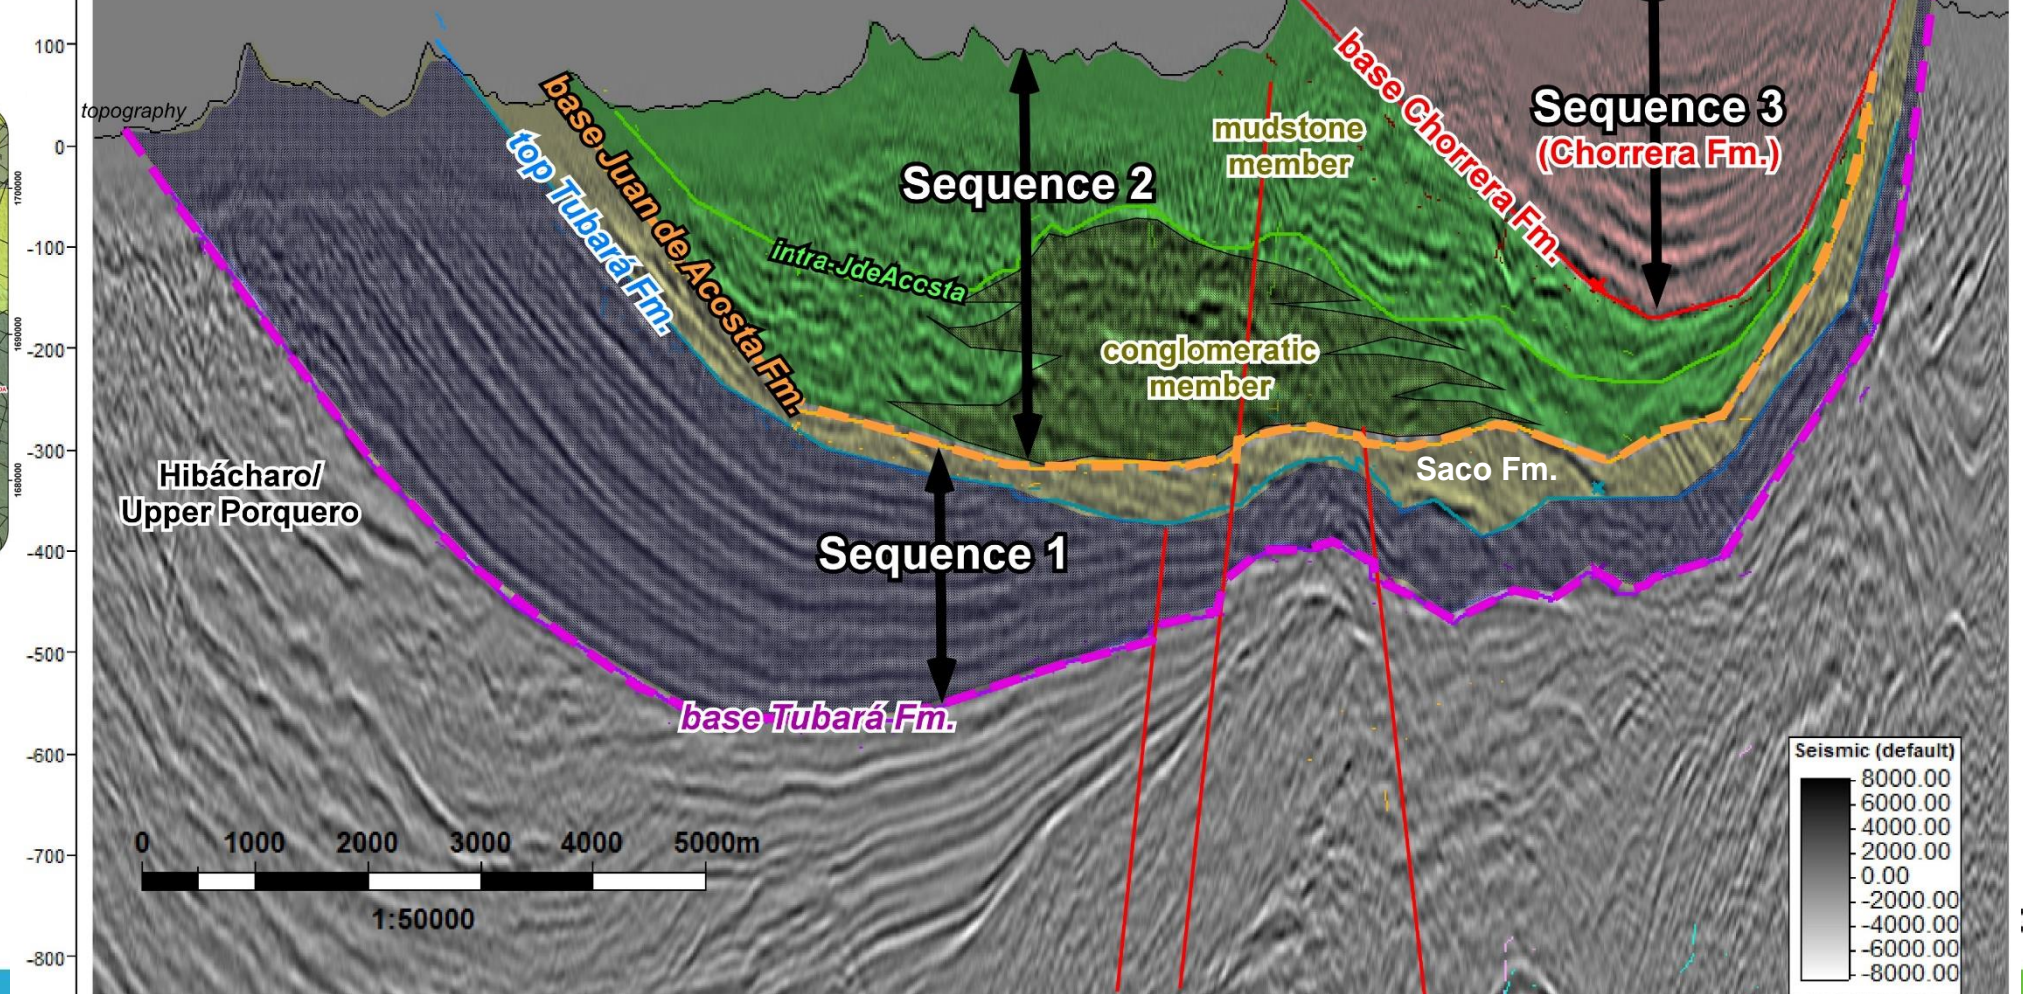 100
0
-100
-200
-300
-400
-500
-600
-700
-800
1700000
1690000
1680000
topography
base Juan de Acosta Fm.
top Tubará Fm.
intra-JdeAccsta
Sequence 2
mudstone
member
base Chorrera Fm.
Sequence 3
(Chorrera Fm.)
conglomeratic
member
Saco Fm.
Hibácharo/
Upper Porquero
Sequence 1
base Tubará Fm.
0 1000 2000 3000 4000 5000m
1:50000
Seismic (default)
8000.00
6000.00
4000.00
2000.00
0.00
-2000.00
-4000.00
-6000.00
-8000.00